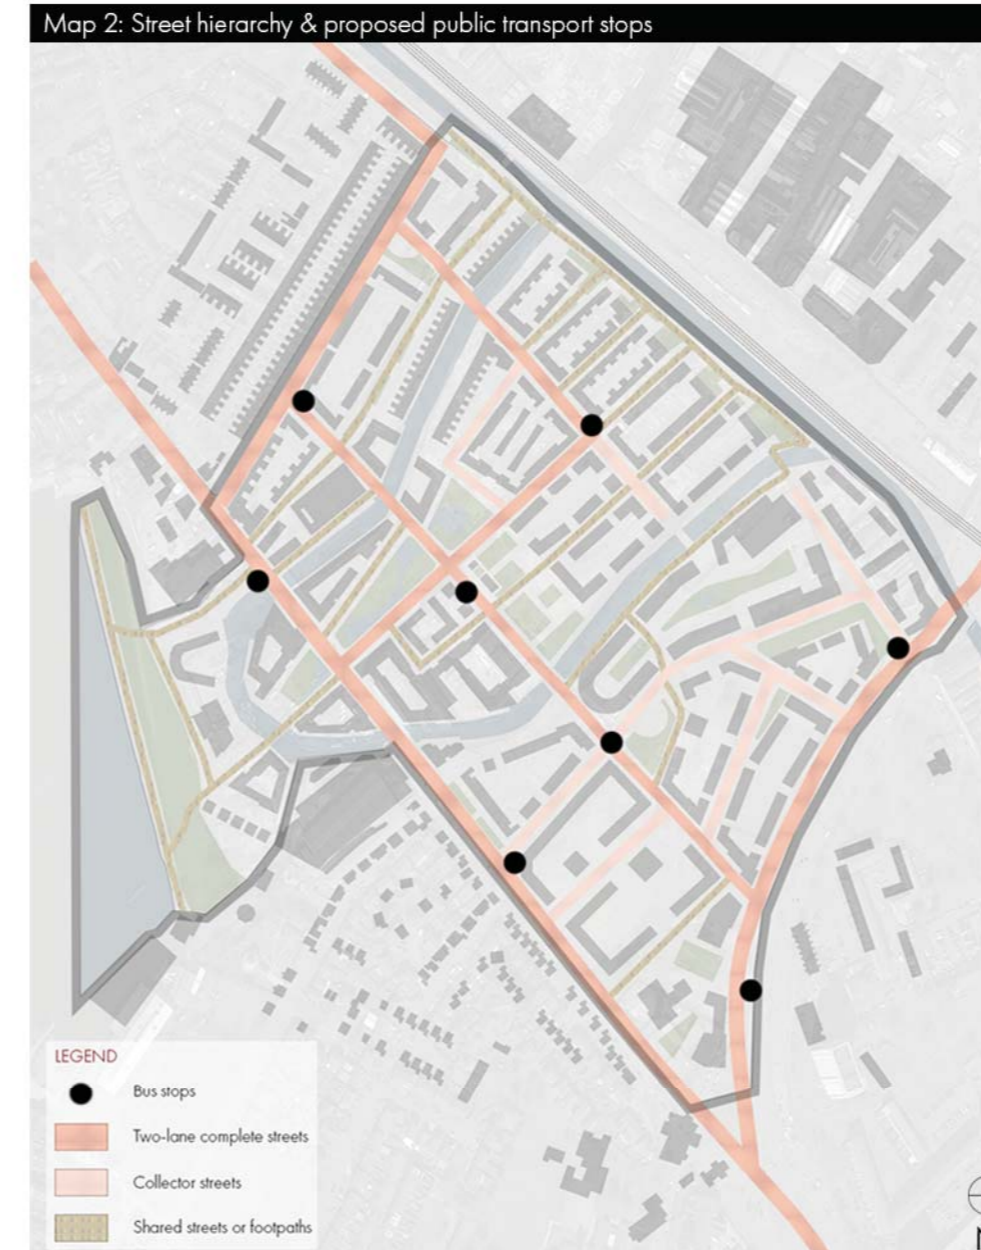 Map 2: Street hierarchy & proposed public transport stops
LEGEND
Bus stops
Two-lane complete streets
Collector streets
Shared streets or footpaths